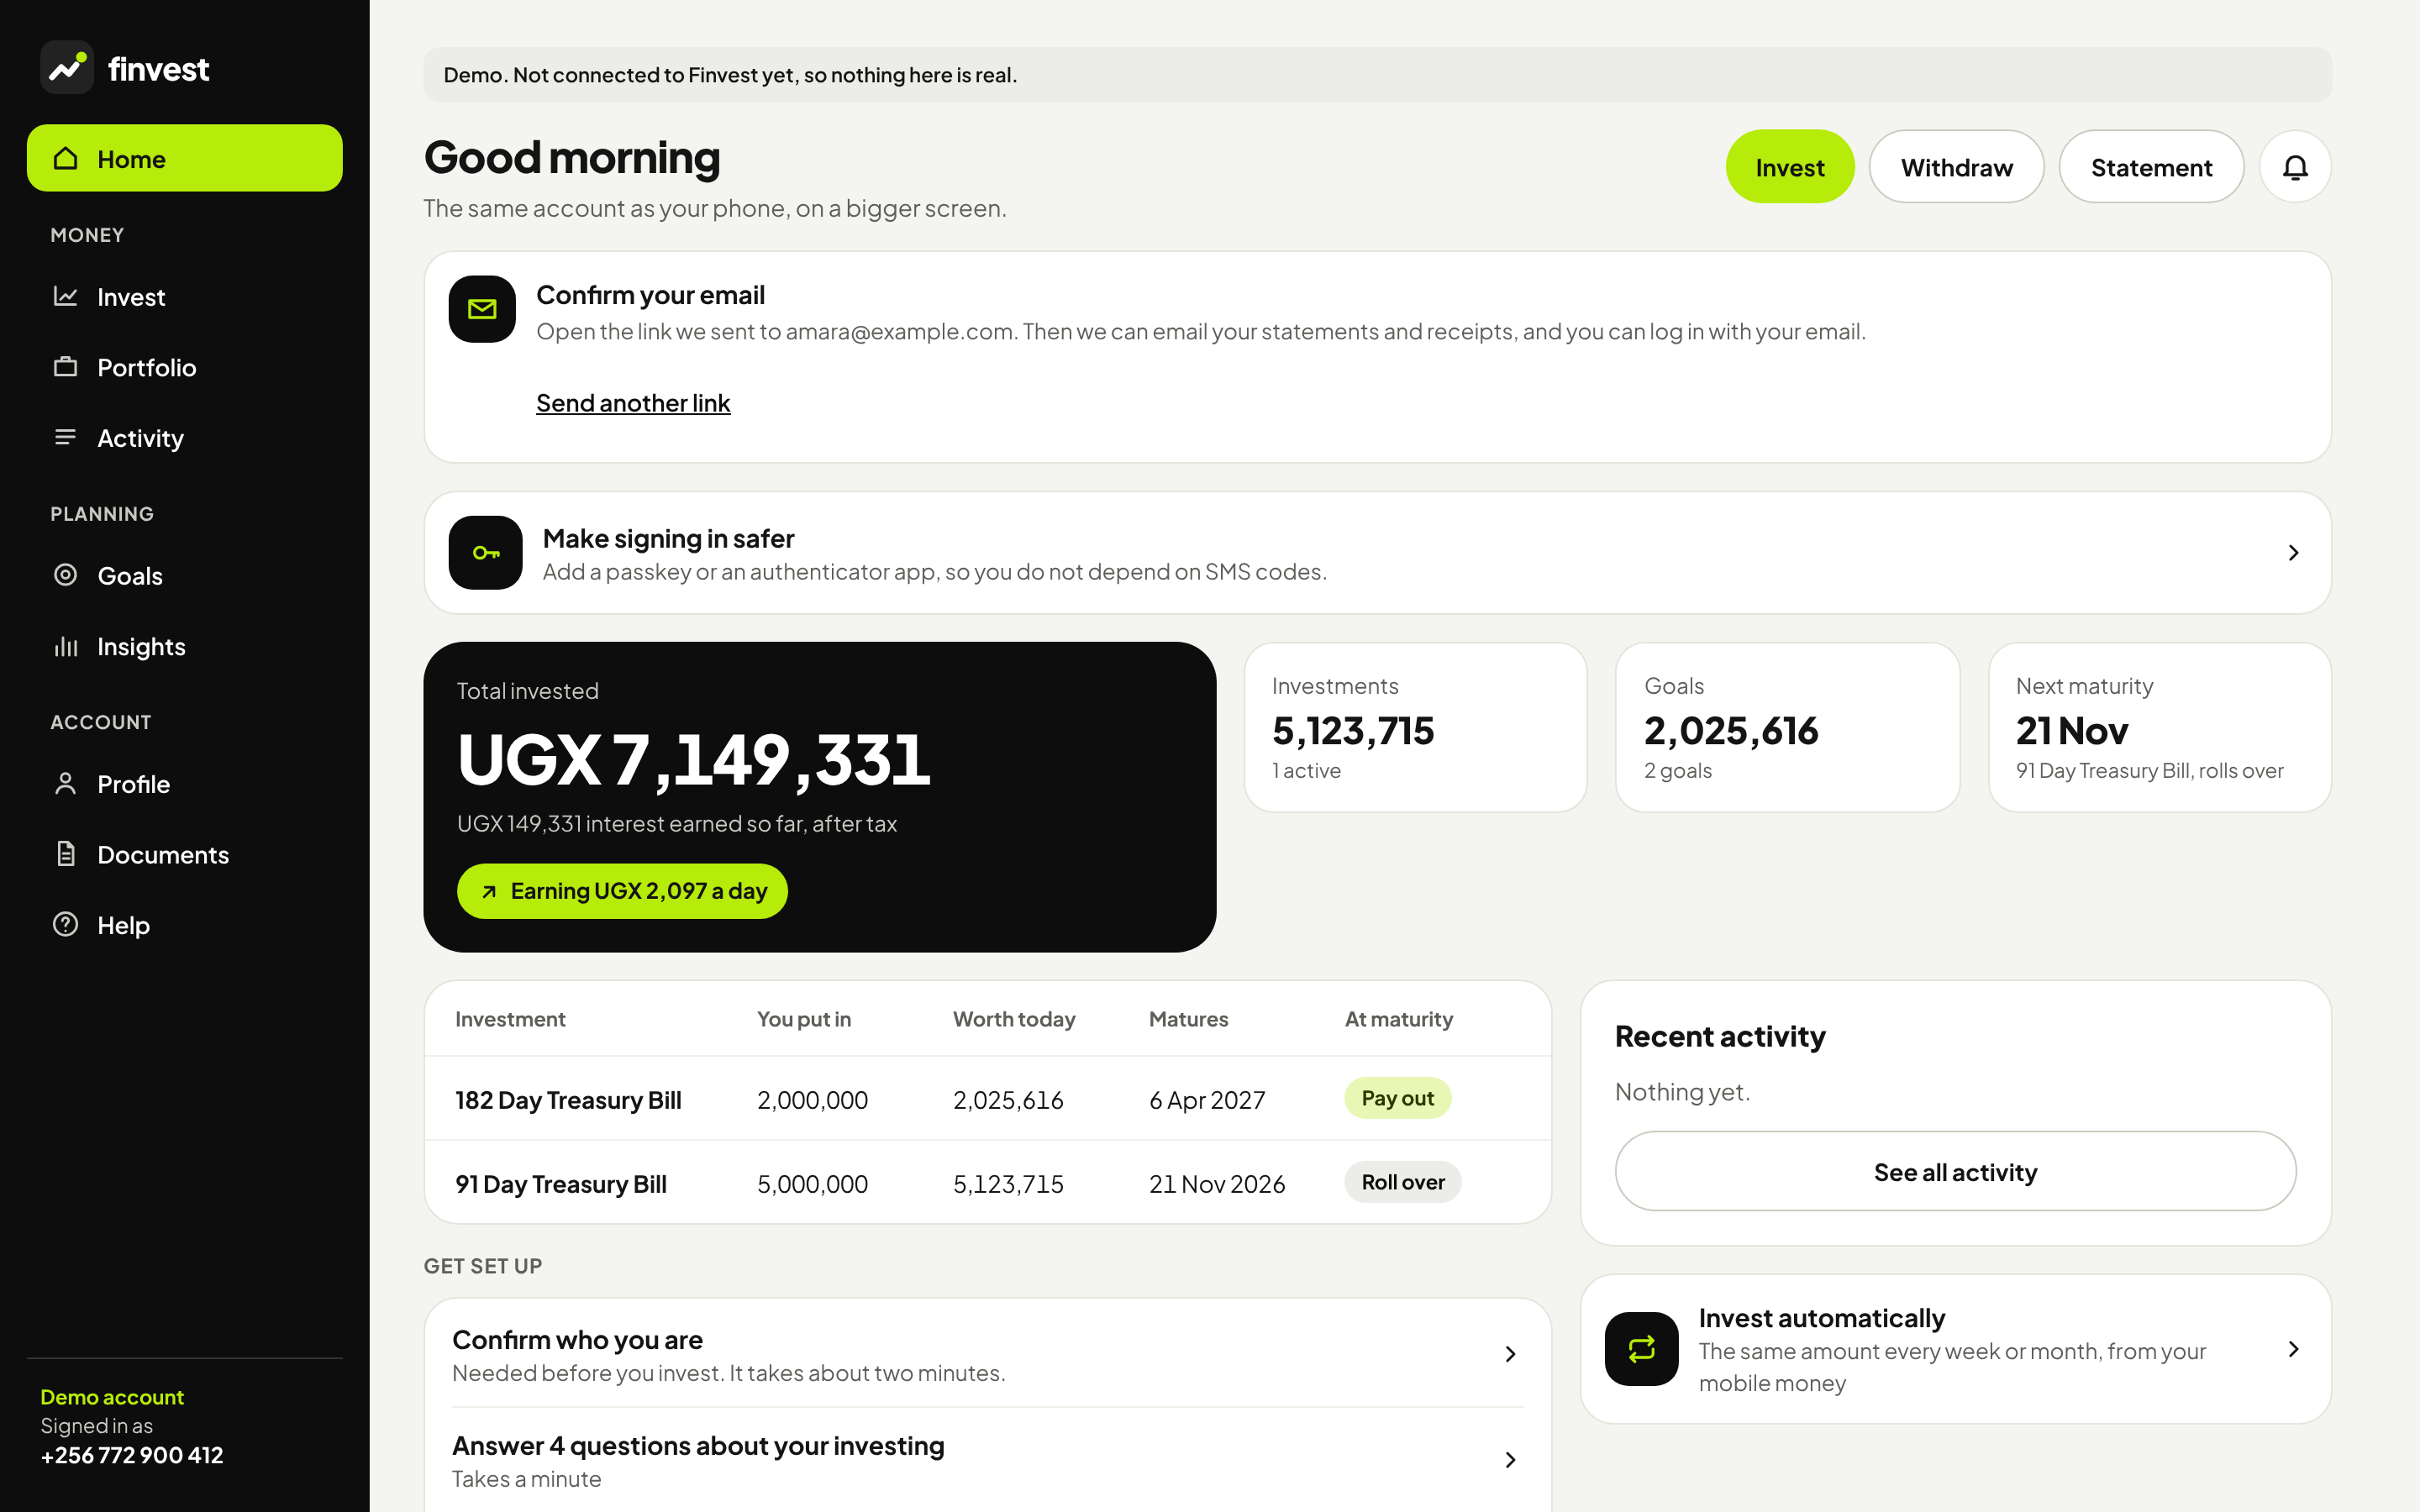 finvest
Home
MONEY
Invest
Portfolio
Activity
PLANNING
Goals
Insights
ACCOUNT
Profile
Documents
Help
Demo account
Signed in as
+256 772 900 412
Demo. Not connected to Finvest yet, so nothing here is real.
Good morning
The same account as your phone, on a bigger screen.
Invest
Withdraw
Statement
Confirm your email
Open the link we sent to amara@example.com. Then we can email your statements and receipts, and you can log in with your email.
Send another link
Make signing in safer
Add a passkey or an authenticator app, so you do not depend on SMS codes.
Total invested
UGX 7,149,331
UGX 149,331 interest earned so far, after tax
Earning UGX 2,097 a day
Investments
5,123,715
1 active
Goals
2,025,616
2 goals
Next maturity
21 Nov
91 Day Treasury Bill, rolls over
Investment You put in Worth today Matures At maturity
182 Day Treasury Bill 2,000,000 2,025,616 6 Apr 2027 Pay out
91 Day Treasury Bill 5,000,000 5,123,715 21 Nov 2026 Roll over
GET SET UP
Confirm who you are
Needed before you invest. It takes about two minutes.
Answer 4 questions about your investing
Takes a minute
Recent activity
Nothing yet.
See all activity
Invest automatically
The same amount every week or month, from your
mobile money